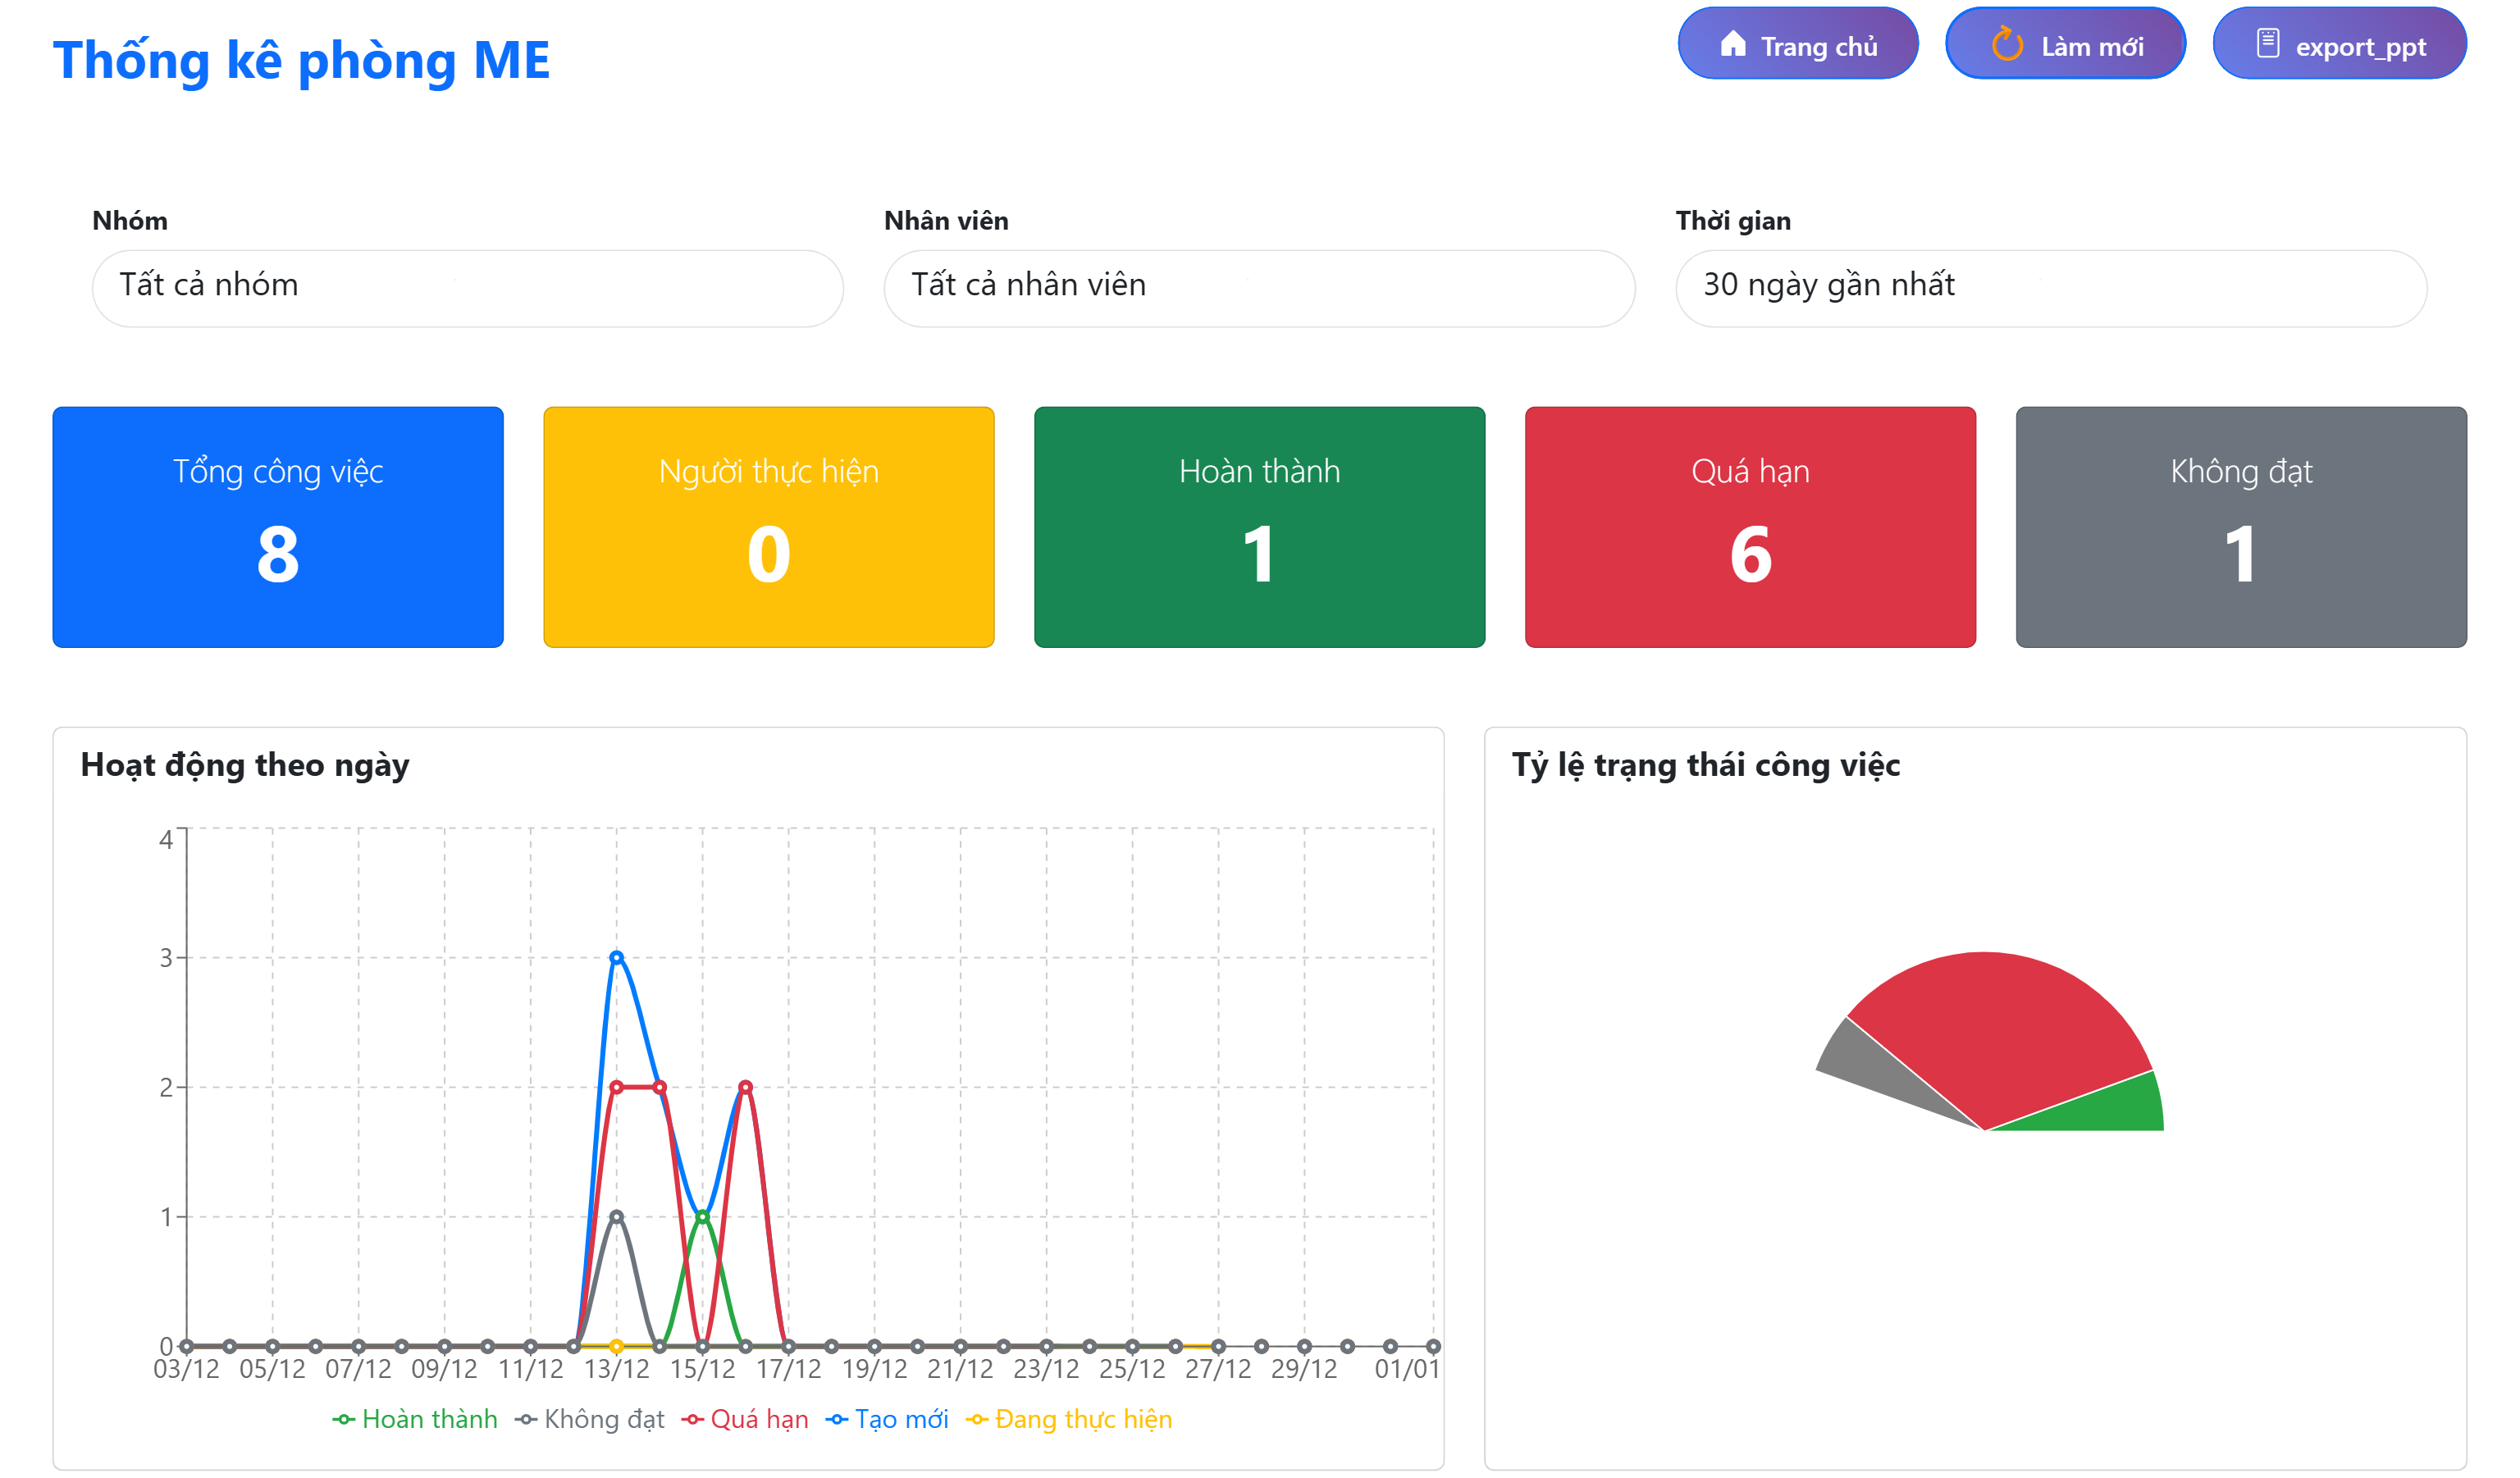 Thống kê phòng ME
Trang chủ
Làm mới
export_ppt
Nhóm
Nhân viên
Thời gian
Tất cả nhóm
Tất cả nhân viên
30 ngày gần nhất
Tổng công việc
8
Người thực hiện
0
Hoàn thành
1
Quá hạn
6
Không đạt
1
Hoạt động theo ngày
4
3
2
1
0
03/12 05/12 07/12 09/12 11/12 13/12 15/12 17/12 19/12 21/12 23/12 25/12 27/12 29/12 01/01
Hoàn thành Không đạt Quá hạn Tạo mới Đang thực hiện
Tỷ lệ trạng thái công việc